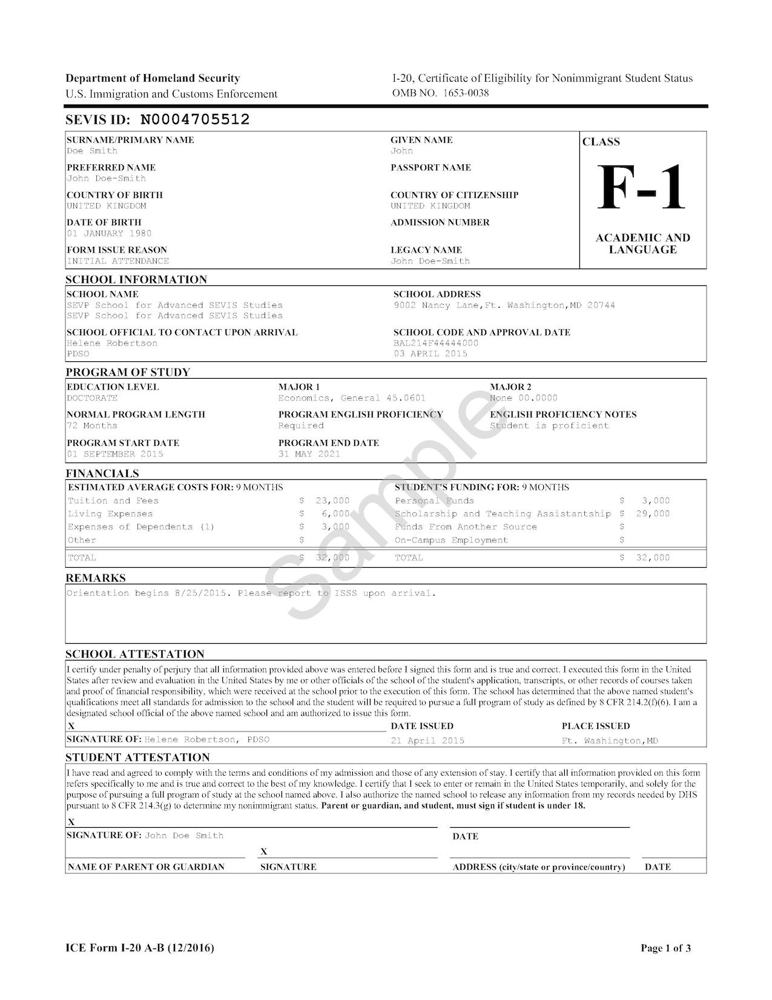 Department of Homeland Security
U.S. Immigration and Customs Enforcement
I-20, Certificate of Eligibility for Nonimmigrant Student Status
OMB NO. 1653-0038
SEVIS ID: N0004705512
SURNAME/PRIMARY NAME
Doe Smith
GIVEN NAME
John
PREFERRED NAME
John Doe-Smith
PASSPORT NAME
COUNTRY OF BIRTH
UNITED KINGDOM
COUNTRY OF CITIZENSHIP
UNITED KINGDOM
DATE OF BIRTH
01 JANUARY 1980
ADMISSION NUMBER
FORM ISSUE REASON
INITIAL ATTENDANCE
LEGACY NAME
John Doe-Smith
CLASS
F-1
ACADEMIC AND
LANGUAGE
SCHOOL INFORMATION
SCHOOL NAME
SEVP School for Advanced SEVIS Studies
SEVP School for Advanced SEVIS Studies
SCHOOL ADDRESS
9002 Nancy Lane,Ft. Washington,MD 20744
SCHOOL OFFICIAL TO CONTACT UPON ARRIVAL
Helene Robertson
PDSO
SCHOOL CODE AND APPROVAL DATE
BAL214F44444000
03 APRIL 2015
PROGRAM OF STUDY
EDUCATION LEVEL
DOCTORATE
MAJOR 1
Economics, General 45.0601
MAJOR 2
None 00.0000
NORMAL PROGRAM LENGTH
72 Months
PROGRAM ENGLISH PROFICIENCY
Required
ENGLISH PROFICIENCY NOTES
Student is proficient
PROGRAM START DATE
01 SEPTEMBER 2015
PROGRAM END DATE
31 MAY 2021
FINANCIALS
ESTIMATED AVERAGE COSTS FOR: 9 MONTHS
Tuition and Fees $ 23,000
Living Expenses $ 6,000
Expenses of Dependents (1) $ 3,000
Other $
TOTAL $ 32,000
STUDENT'S FUNDING FOR: 9 MONTHS
Personal Funds $ 3,000
Scholarship and Teaching Assistantship $ 29,000
Funds From Another Source $
On-Campus Employment $
TOTAL $ 32,000
Sample
REMARKS
Orientation begins 8/25/2015. Please report to ISSS upon arrival.
SCHOOL ATTESTATION
I certify under penalty of perjury that all information provided above was entered before I signed this form and is true and correct. I executed this form in the United
States after review and evaluation in the United States by me or other officials of the school of the student's application, transcripts, or other records of courses taken
and proof of financial responsibility, which were received at the school prior to the execution of this form. The school has determined that the above named student's
qualifications meet all standards for admission to the school and the student will be required to pursue a full program of study as defined by 8 CFR 214.2(f)(6). I am a
designated school official of the above named school and am authorized to issue this form.
X
SIGNATURE OF: Helene Robertson, PDSO
DATE ISSUED
21 April 2015
PLACE ISSUED
Ft. Washington,MD
STUDENT ATTESTATION
I have read and agreed to comply with the terms and conditions of my admission and those of any extension of stay. I certify that all information provided on this form
refers specifically to me and is true and correct to the best of my knowledge. I certify that I seek to enter or remain in the United States temporarily, and solely for the
purpose of pursuing a full program of study at the school named above. I also authorize the named school to release any information from my records needed by DHS
pursuant to 8 CFR 214.3(g) to determine my nonimmigrant status. Parent or guardian, and student, must sign if student is under 18.
X
SIGNATURE OF: John Doe Smith
DATE
X
NAME OF PARENT OR GUARDIAN
SIGNATURE
ADDRESS (city/state or province/country)
DATE
ICE Form I-20 A-B (12/2016)
Page 1 of 3